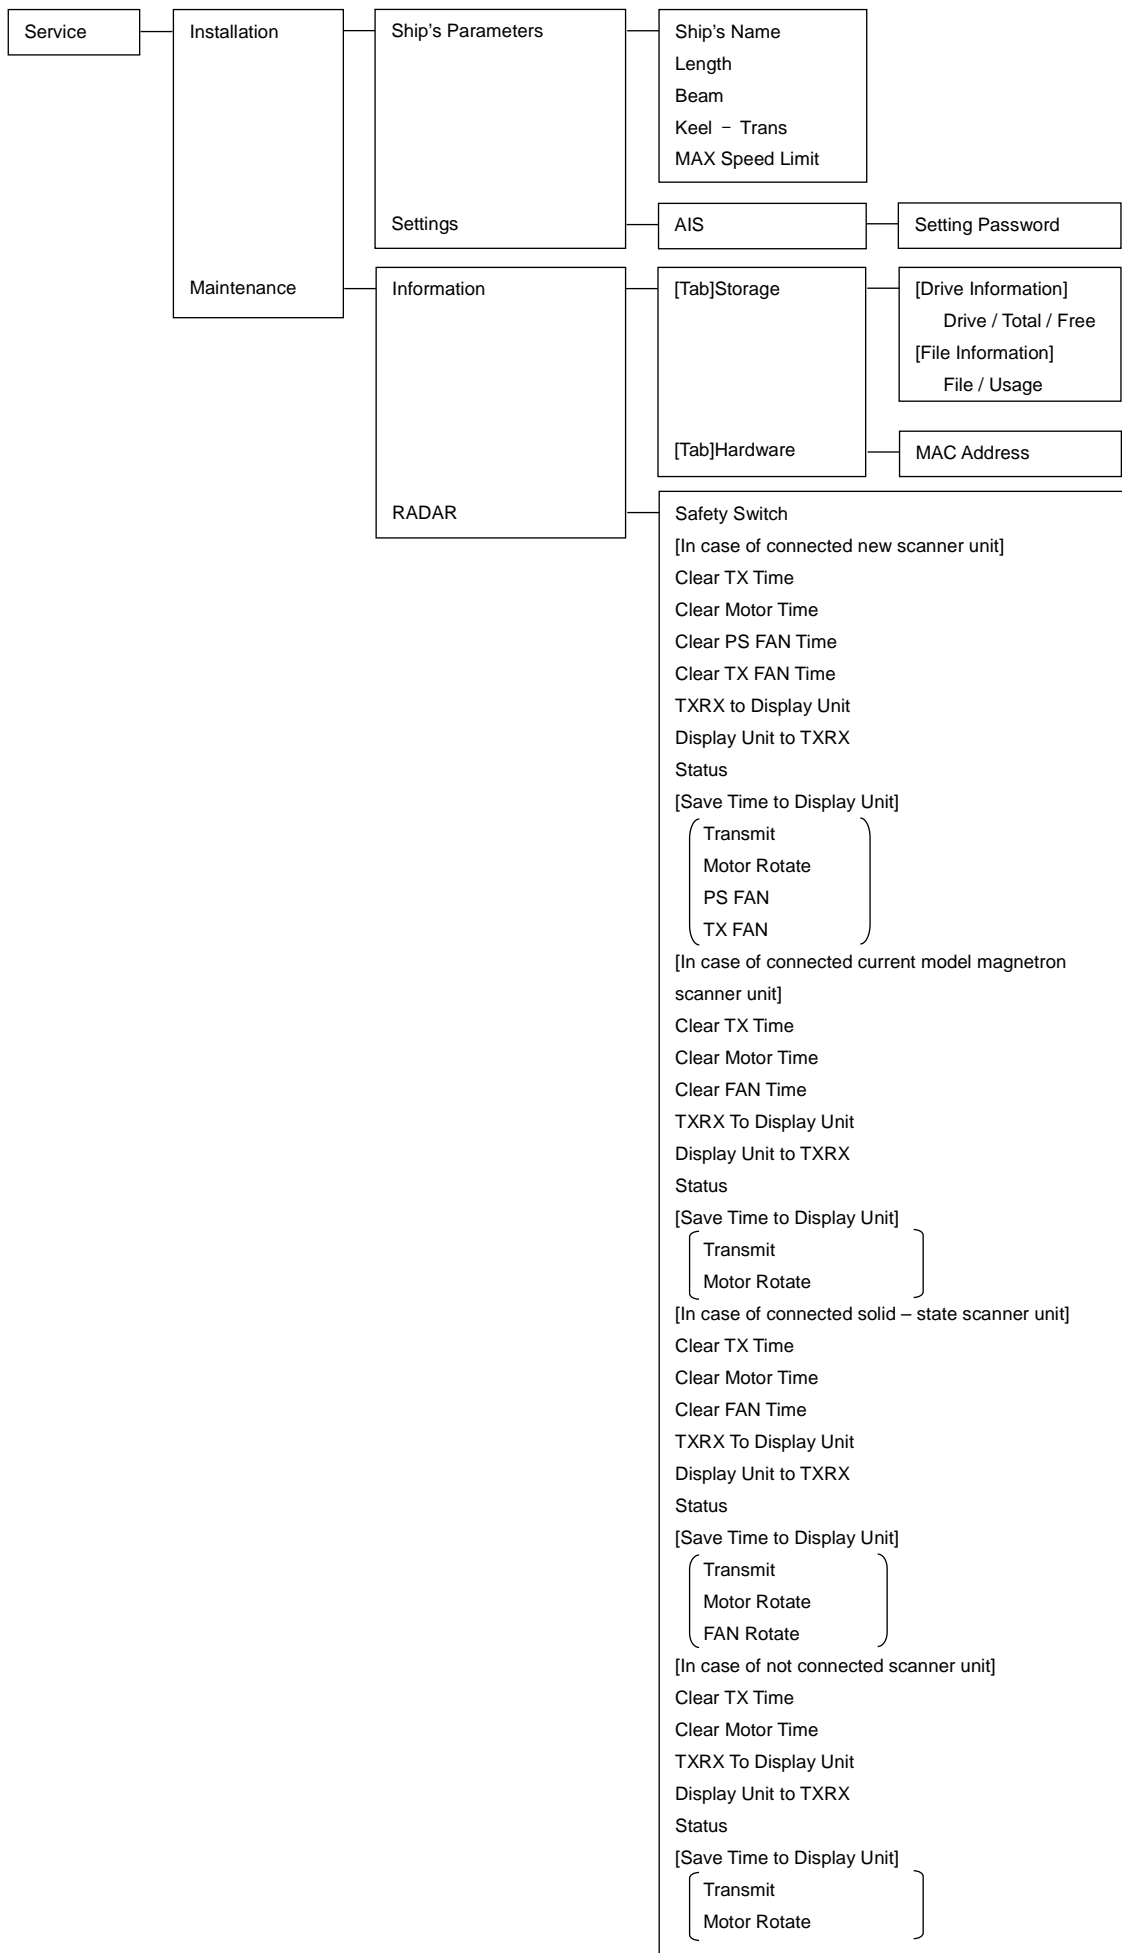 Service
Installation
Ship's Parameters
Ship's Name
Length
Beam
Keel － Trans
MAX Speed Limit
Settings
AIS
Setting Password
Maintenance
Information
[Tab]Storage
[Drive Information]
Drive / Total / Free
[File Information]
File / Usage
[Tab]Hardware
MAC Address
RADAR
Safety Switch
[In case of connected new scanner unit]
Clear TX Time
Clear Motor Time
Clear PS FAN Time
Clear TX FAN Time
TXRX to Display Unit
Display Unit to TXRX
Status
[Save Time to Display Unit]
Transmit
Motor Rotate
PS FAN
TX FAN
[In case of connected current model magnetron
scanner unit]
Clear TX Time
Clear Motor Time
Clear FAN Time
TXRX To Display Unit
Display Unit to TXRX
Status
[Save Time to Display Unit]
Transmit
Motor Rotate
[In case of connected solid – state scanner unit]
Clear TX Time
Clear Motor Time
Clear FAN Time
TXRX To Display Unit
Display Unit to TXRX
Status
[Save Time to Display Unit]
Transmit
Motor Rotate
FAN Rotate
[In case of not connected scanner unit]
Clear TX Time
Clear Motor Time
TXRX To Display Unit
Display Unit to TXRX
Status
[Save Time to Display Unit]
Transmit
Motor Rotate